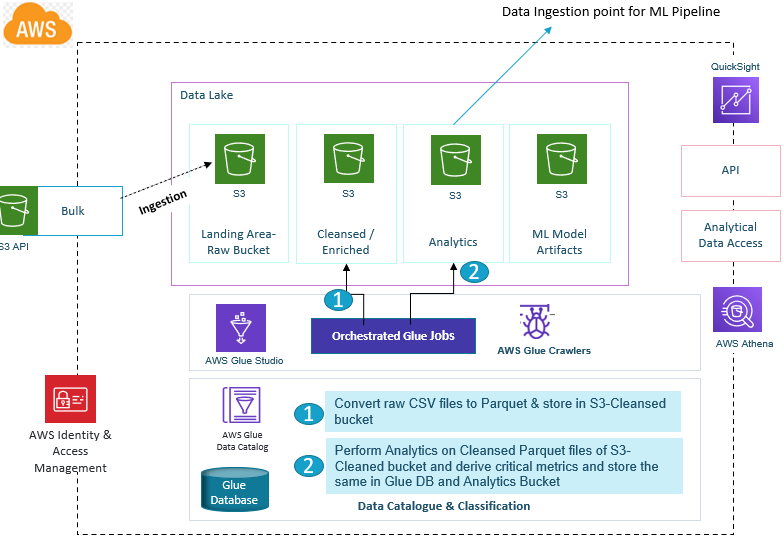 AWS
Data Ingestion point for ML Pipeline
QuickSight
Data Lake
S3
S3
S3
S3
Landing Area-
Raw Bucket
Cleansed /
Enriched
Analytics
ML Model
Artifacts
Ingestion
Bulk
S3 API
API
Analytical
Data Access
AWS Athena
1
2
AWS Glue Studio
Orchestrated Glue Jobs
AWS Glue Crawlers
AWS Identity &
Access
Management
AWS Glue
Data Catalog
Glue
Database
1
Convert raw CSV files to Parquet & store in S3-Cleansed
bucket
2
Perform Analytics on Cleansed Parquet files of S3-
Cleaned bucket and derive critical metrics and store the
same in Glue DB and Analytics Bucket
Data Catalogue & Classification